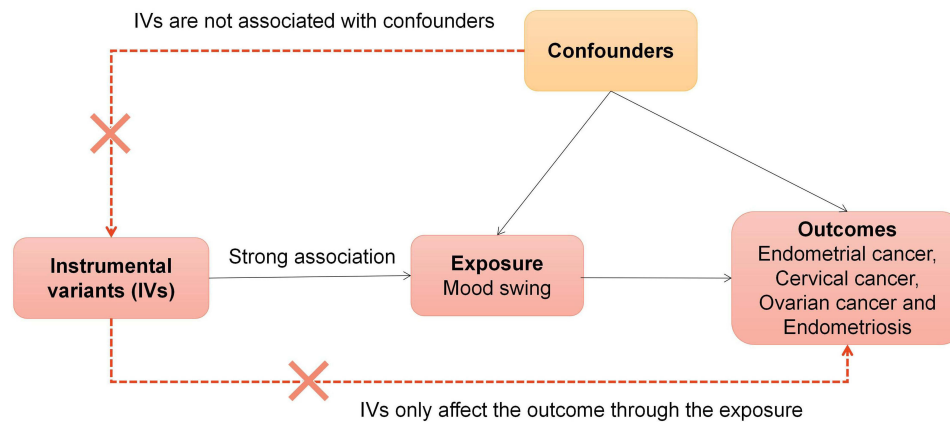 IVs are not associated with confounders
Confounders
Instrumental
variants (IVs)
Strong association
Exposure
Mood swing
Outcomes
Endometrial cancer,
Cervical cancer,
Ovarian cancer and
Endometriosis
IVs only affect the outcome through the exposure